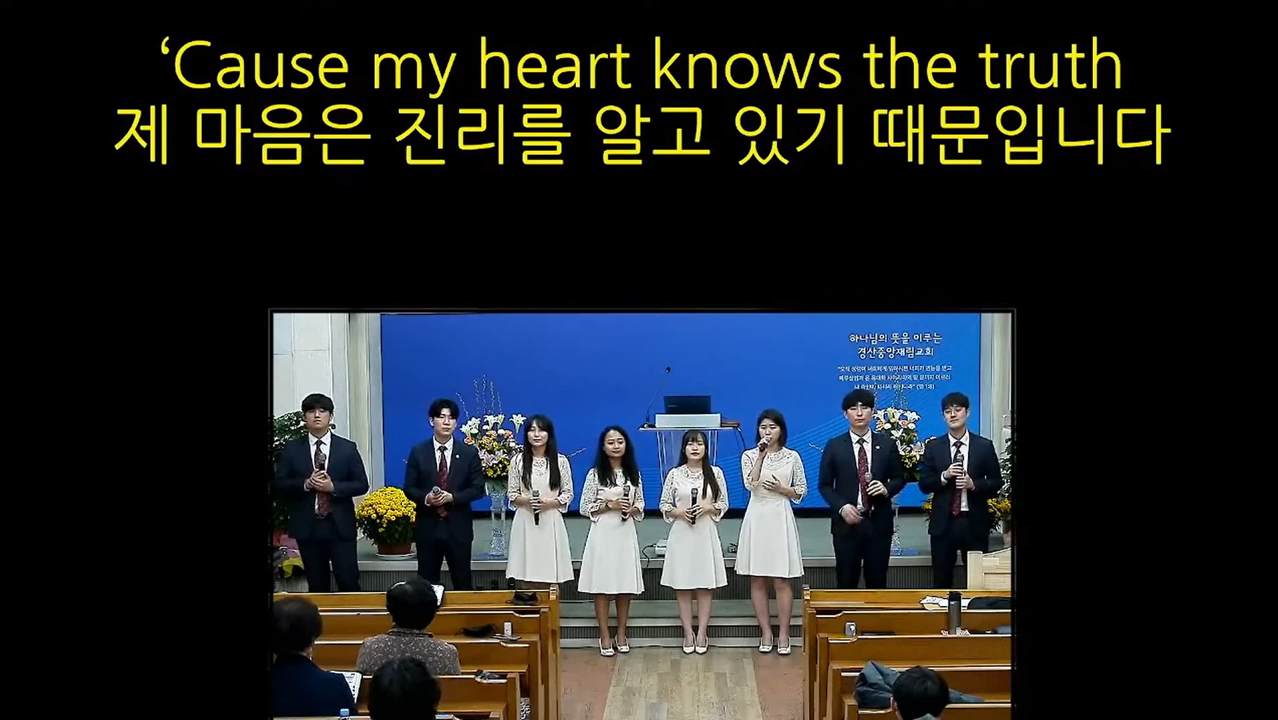 ‘Cause my heart knows the truth
제 마음은 진리를 알고 있기 때문입니다
하나님의 뜻을 이루는
경산중앙재림교회